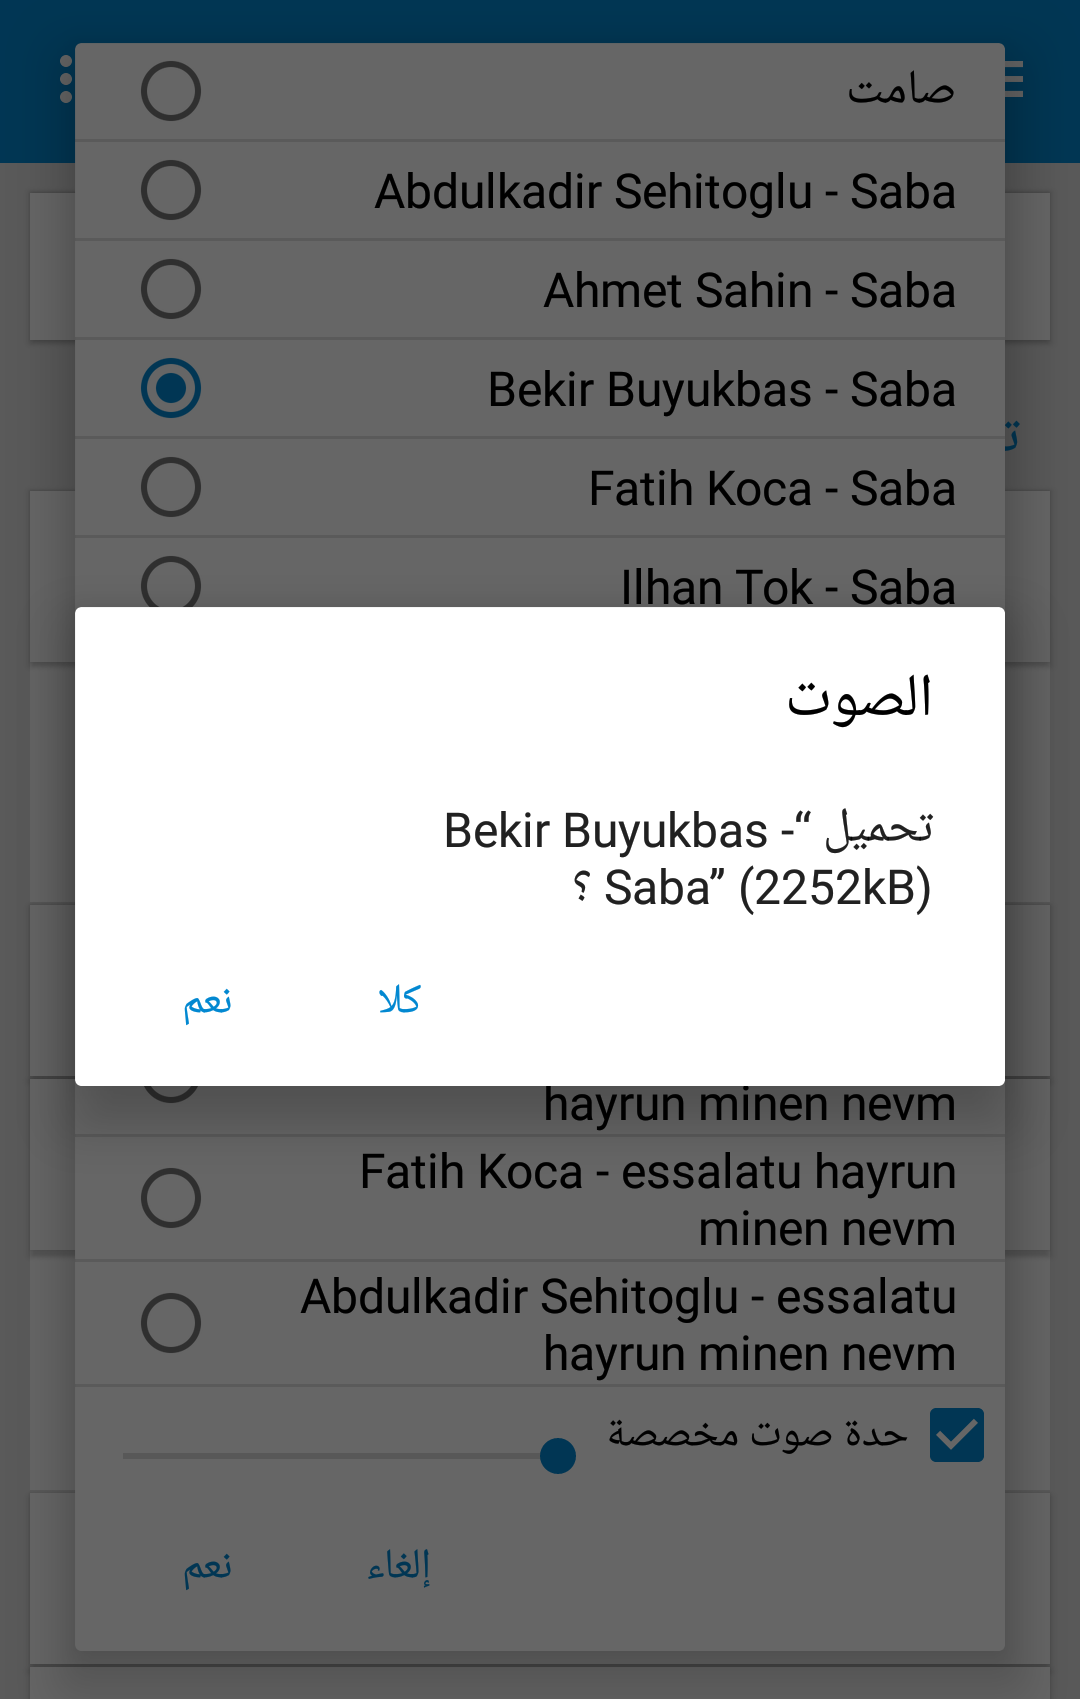 صامت
Abdulkadir Sehitoglu - Saba
Ahmet Sahin - Saba
Bekir Buyukbas - Saba
Fatih Koca - Saba
Ilhan Tok - Saba
الصوت
تحميل “Bekir Buyukbas -
Saba” (2252kB) ؟
كلا
نعم
hayrun minen nevm
Fatih Koca - essalatu hayrun
minen nevm
Abdulkadir Sehitoglu - essalatu
hayrun minen nevm
حدة صوت مخصصة
إلغاء
نعم